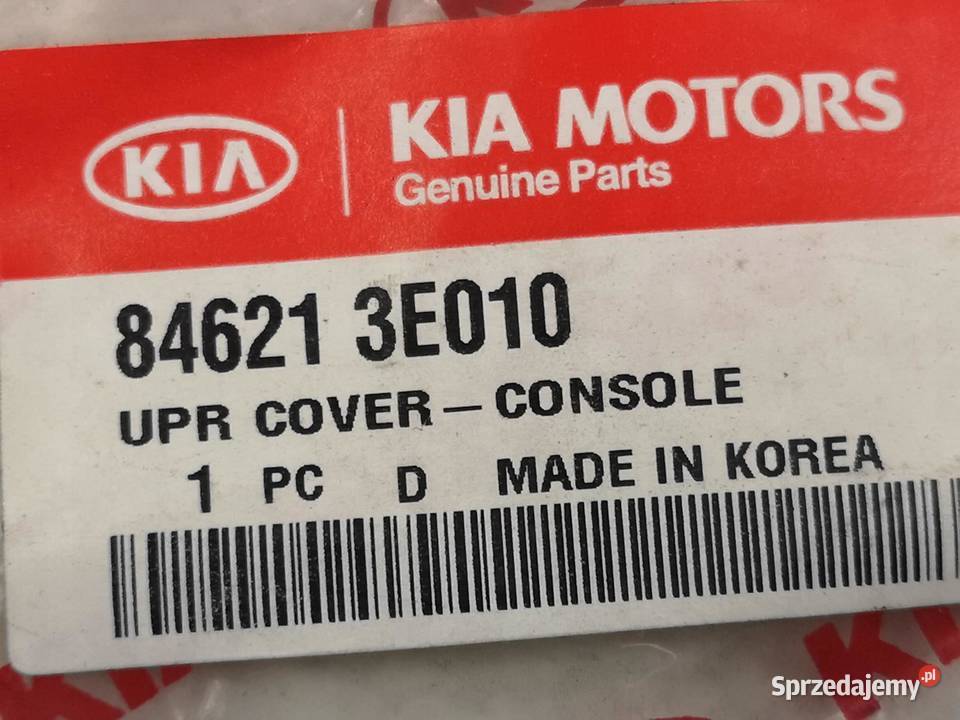 KIA
KIA MOTORS
Genuine Parts
84621 3E010
UPR COVER – CONSOLE
1 PC D MADE IN KOREA
Sprzedajemy.pl